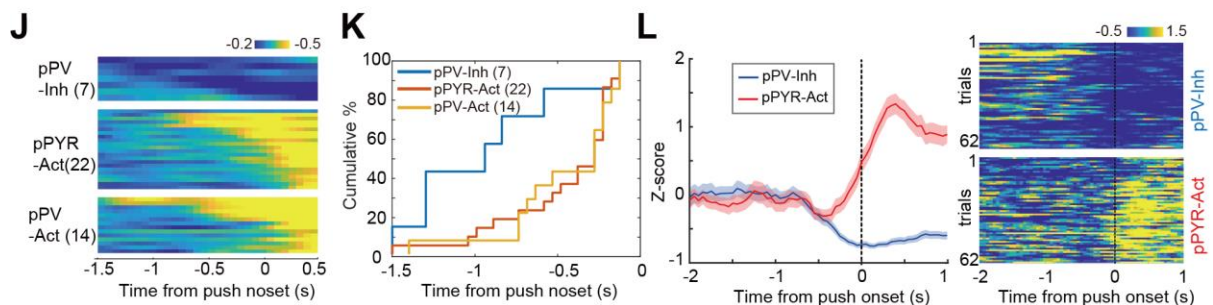 J
-0.2 -0.5
pPV
-Inh (7)
pPYR
-Act(22)
pPV
-Act (14)
-1.5 -1 -0.5 0 0.5
Time from push noset (s)
K
100
80
60
40
20
0
Cumulative %
pPV-Inh (7)
pPYR-Act (22)
pPV-Act (14)
-1.5 -1 -0.5 0
Time from push noset (s)
L
2
1
0
-1
Z-score
pPV-Inh
pPYR-Act
-2 -1 0 1
Time from push onset (s)
-0.5 1.5
1
trials
62
pPV-Inh
1
trials
62
pPYR-Act
-2 -1 0 1
Time from push onset (s)